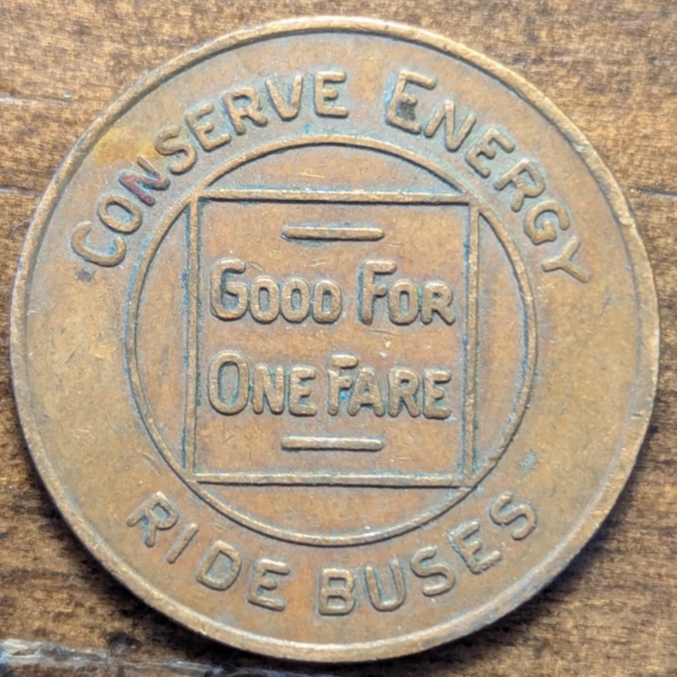 CONSERVE ENERGY
GOOD FOR
ONE FARE
RIDE BUSES